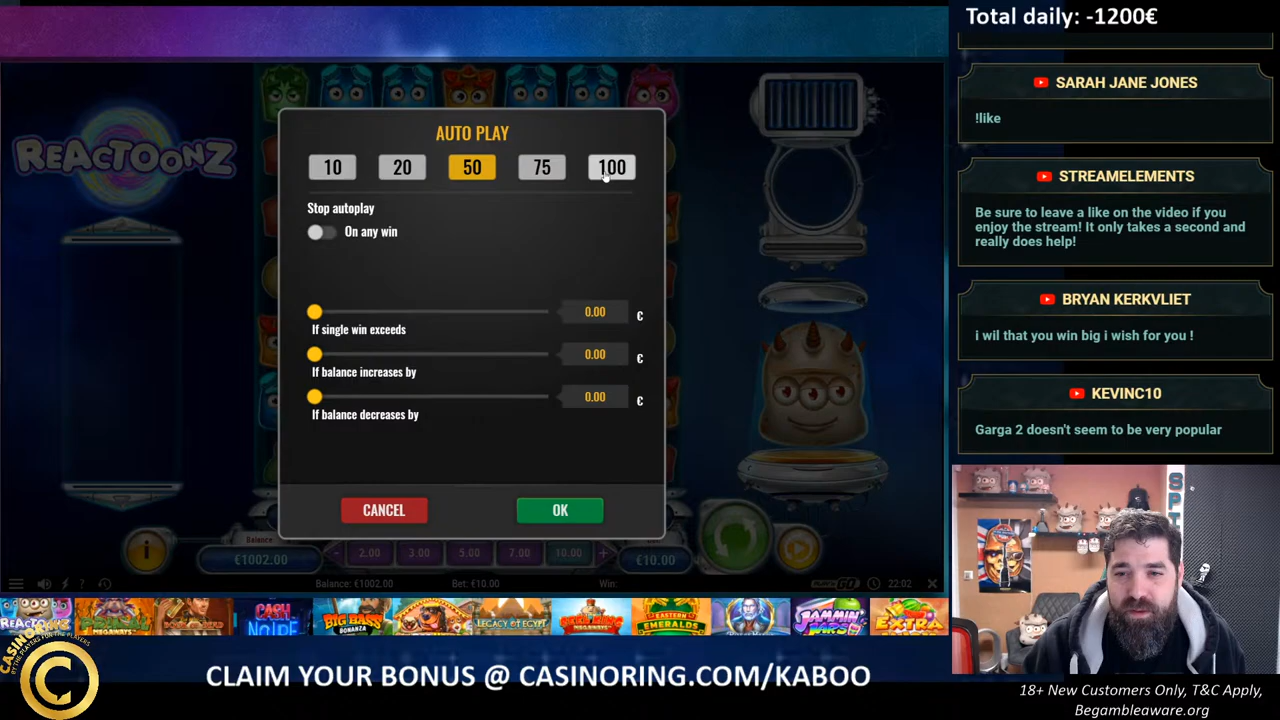 Total daily: -1200€
SARAH JANE JONES
!like
STREAMELEMENTS
Be sure to leave a like on the video if you
enjoy the stream! It only takes a second and
really does help!
BRYAN KERKVLIET
i wil that you win big i wish for you !
KEVINC10
Garga 2 doesn't seem to be very popular
REACTOONZ
AUTO PLAY
10 20 50 75 100
Stop autoplay
On any win
0.00 €
If single win exceeds
0.00 €
If balance increases by
0.00 €
If balance decreases by
CANCEL OK
Balance:
€1002.00 - 2.00 3.00 5.00 7.00 10.00 + €10.00
? Balance: €1002.00 Bet: €10.00 Win: 22:02
LEGACY OF EGYPT
BIG BASS
BONANZA
EASTERN
EMERALDS
JAMMIN'
JARS
EXTRA
CLAIM YOUR BONUS @ CASINORING.COM/KABOO
18+ New Customers Only, T&C Apply,
Begambleaware.org